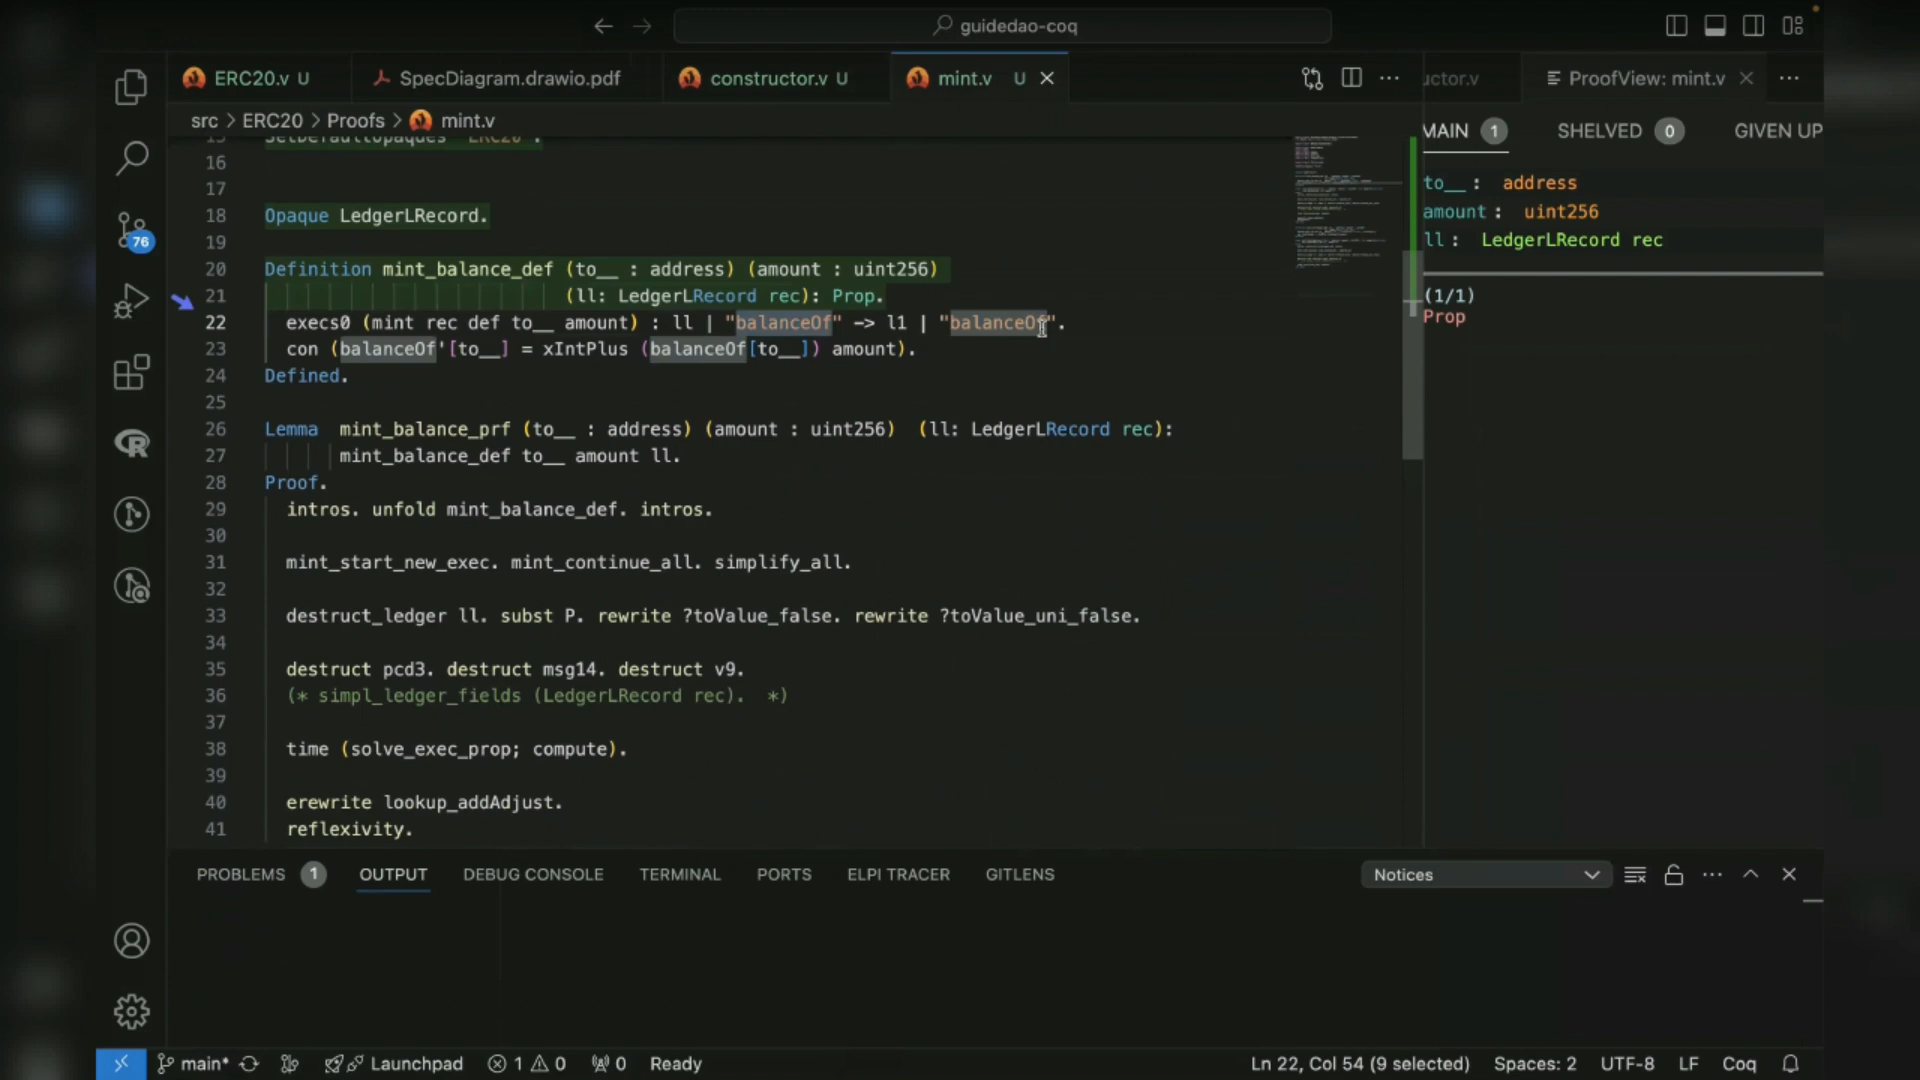 guidedao-coq
ERC20.v U
SpecDiagram.drawio.pdf
constructor.v U
mint.v U
ctor.v
ProofView: mint.v
src > ERC20 > Proofs > mint.v
MAIN 1
SHELVED 0
GIVEN UP
15 SetDefaultOpaques "ERC20".
16
17
18 Opaque LedgerLRecord.
19
20 Definition mint_balance_def (to__ : address) (amount : uint256)
21 (ll: LedgerLRecord rec): Prop.
22 execs0 (mint rec def to__ amount) : ll | "balanceOf" -> l1 | "balanceOf".
23 con (balanceOf'[to__] = xIntPlus (balanceOf[to__]) amount).
24 Defined.
25
26 Lemma mint_balance_prf (to__ : address) (amount : uint256) (ll: LedgerLRecord rec):
27 mint_balance_def to__ amount ll.
28 Proof.
29 intros. unfold mint_balance_def. intros.
30
31 mint_start_new_exec. mint_continue_all. simplify_all.
32
33 destruct_ledger ll. subst P. rewrite ?toValue_false. rewrite ?toValue_uni_false.
34
35 destruct pcd3. destruct msg14. destruct v9.
36 (* simpl_ledger_fields (LedgerLRecord rec). *)
37
38 time (solve_exec_prop; compute).
39
40 erewrite lookup_addAdjust.
41 reflexivity.
to__ : address
amount : uint256
ll : LedgerLRecord rec
(1/1)
Prop
76
PROBLEMS 1
OUTPUT
DEBUG CONSOLE
TERMINAL
PORTS
ELPI TRACER
GITLENS
Notices
main*
Launchpad
1 0
0
Ready
Ln 22, Col 54 (9 selected)
Spaces: 2
UTF-8
LF
Coq